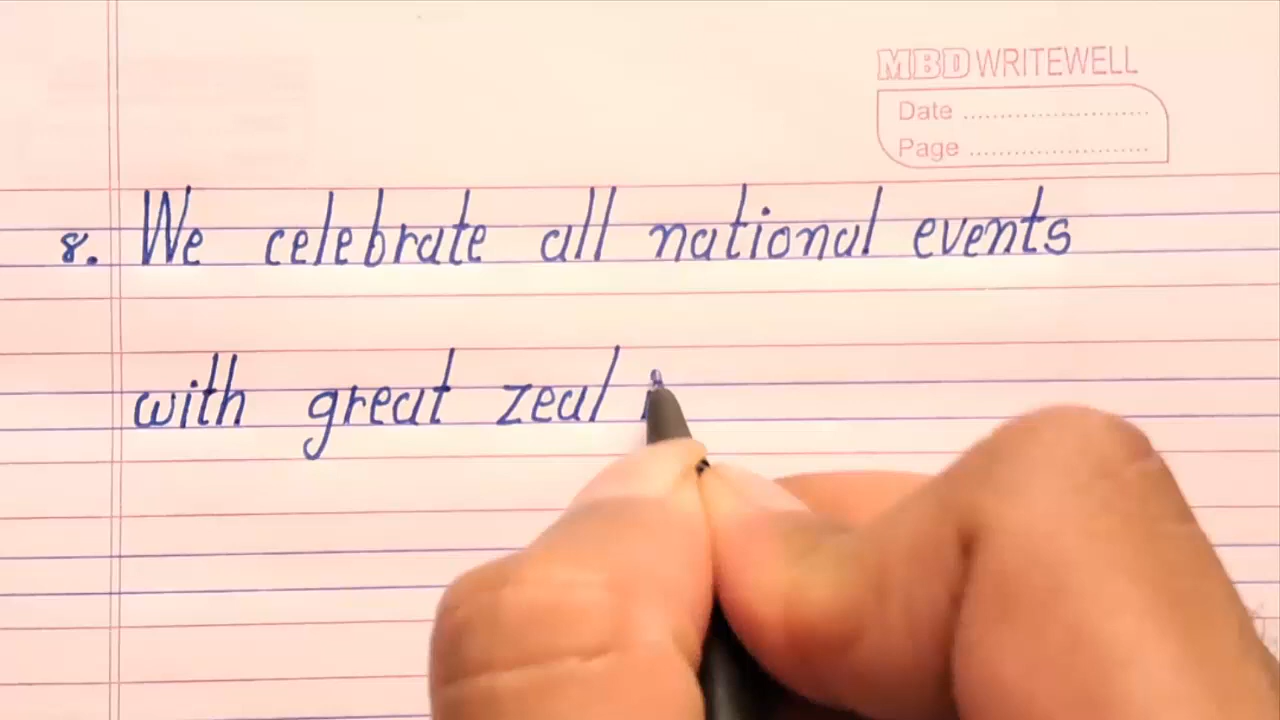 MBD WRITEWELL
Date ............................
Page ............................
8. We celebrate all national events
with great zeal